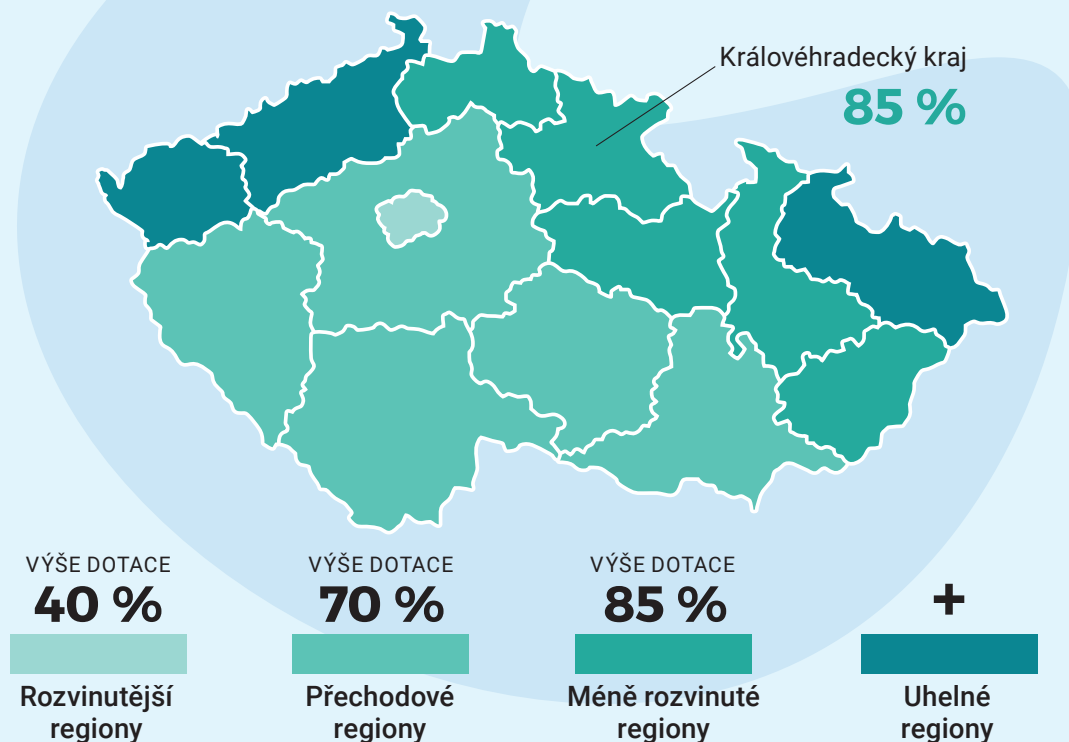 Královéhradecký kraj
85 %
VÝŠE DOTACE
40 %
Rozvinutější
regiony
VÝŠE DOTACE
70 %
Přechodové
regiony
VÝŠE DOTACE
85 %
Méně rozvinuté
regiony
+
Uhelné
regiony